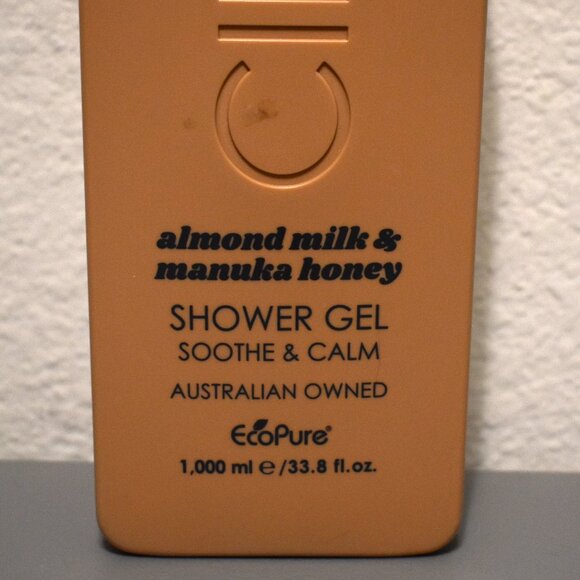 almond milk &
manuka honey
SHOWER GEL
SOOTHE & CALM
AUSTRALIAN OWNED
EcoPure®
1,000 ml ℮/33.8 fl.oz.